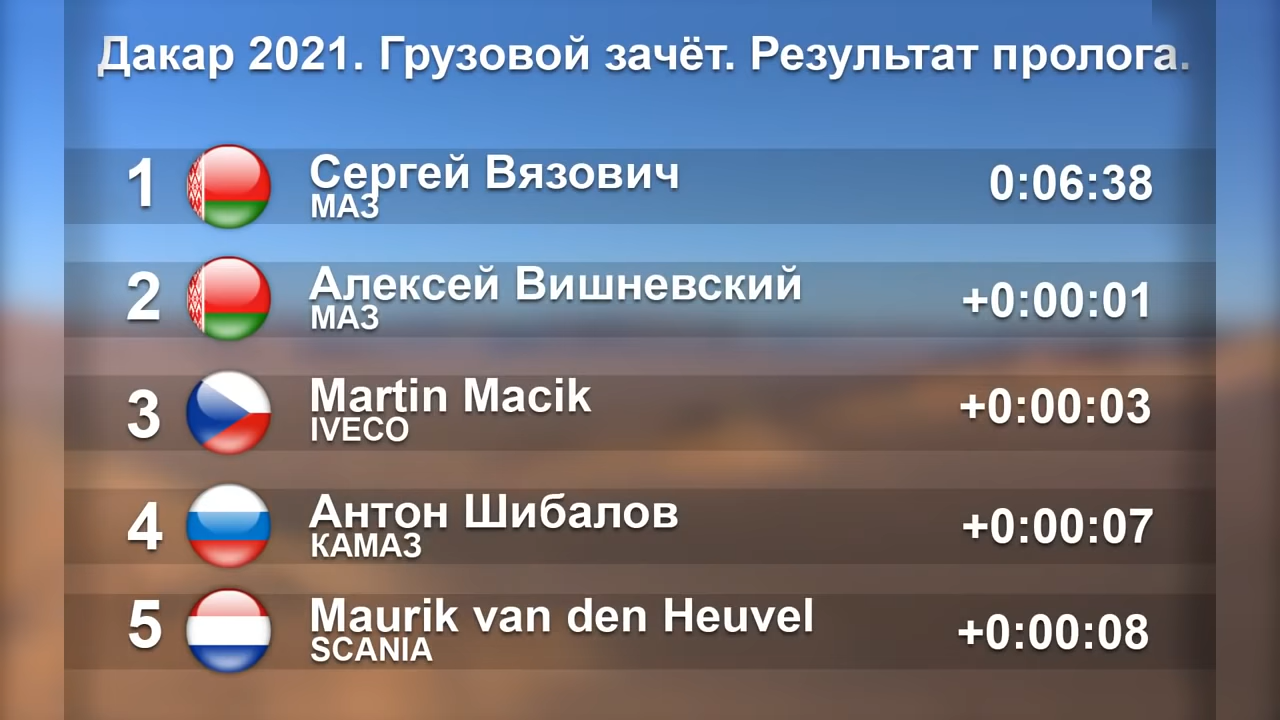 Дакар 2021. Грузовой зачёт. Результат пролога.
1 Сергей Вязович 0:06:38
МАЗ
2 Алексей Вишневский +0:00:01
МАЗ
3 Martin Macik +0:00:03
IVECO
4 Антон Шибалов +0:00:07
КАМАЗ
5 Maurik van den Heuvel +0:00:08
SCANIA